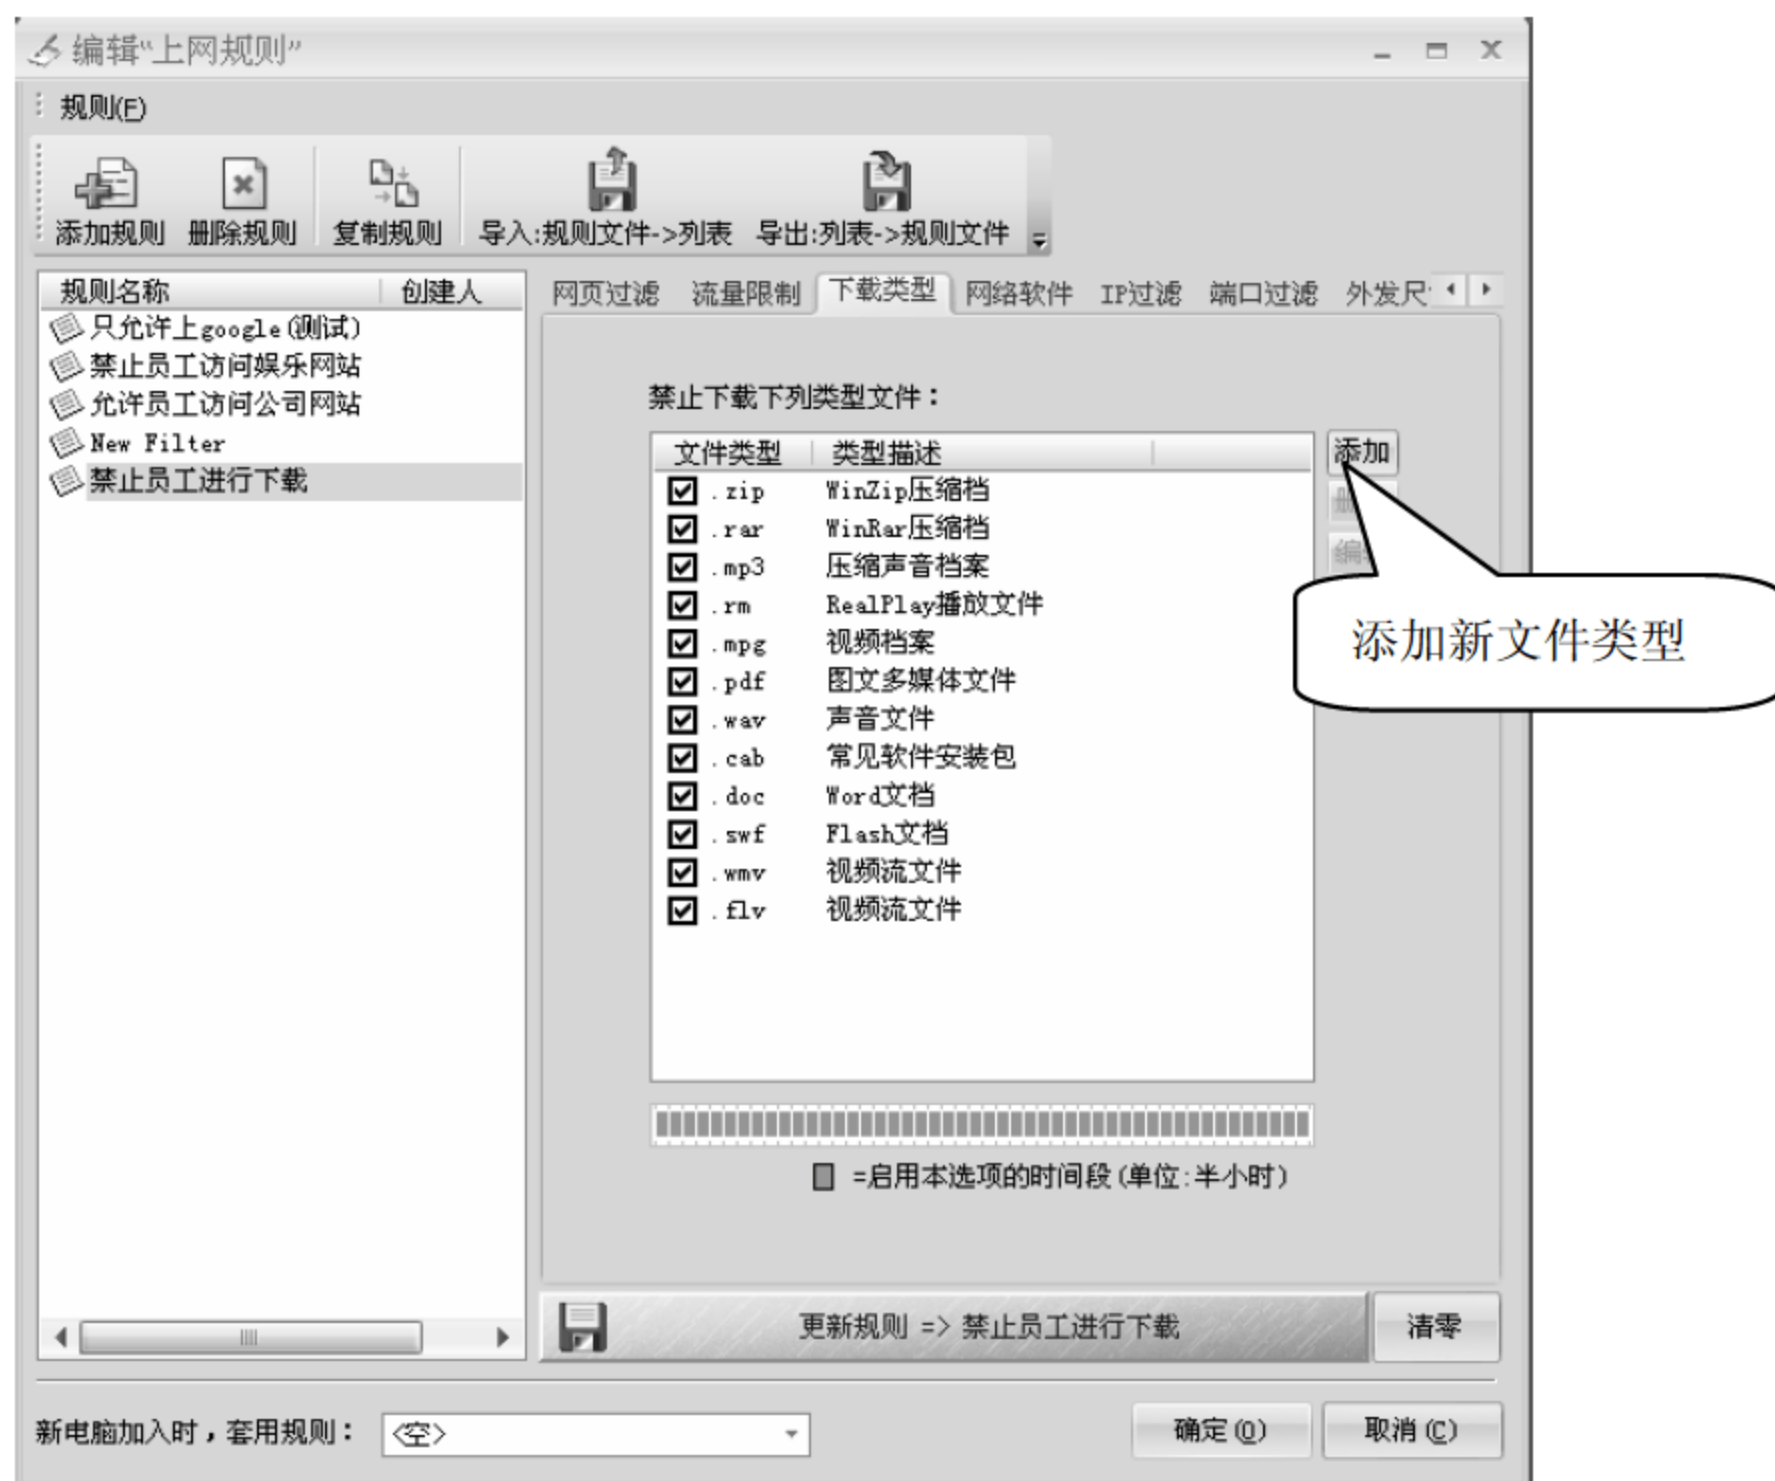 编辑“上网规则”
规则(F)
添加规则 删除规则 复制规则 导入:规则文件->列表 导出:列表->规则文件
规则名称 创建人
只允许上google(测试)
禁止员工访问娱乐网站
允许员工访问公司网站
New Filter
禁止员工进行下载
网页过滤 流量限制 下载类型 网络软件 IP过滤 端口过滤 外发尺
禁止下载下列类型文件：
文件类型 类型描述
.zip WinZip压缩档
.rar WinRar压缩档
.mp3 压缩声音档案
.rm RealPlay播放文件
.mpg 视频档案
.pdf 图文多媒体文件
.wav 声音文件
.cab 常见软件安装包
.doc Word文档
.swf Flash文档
.wmv 视频流文件
.flv 视频流文件
添加
添加新文件类型
=启用本选项的时间段(单位:半小时)
更新规则 => 禁止员工进行下载
清零
新电脑加入时，套用规则： <空>
确定(O) 取消(C)